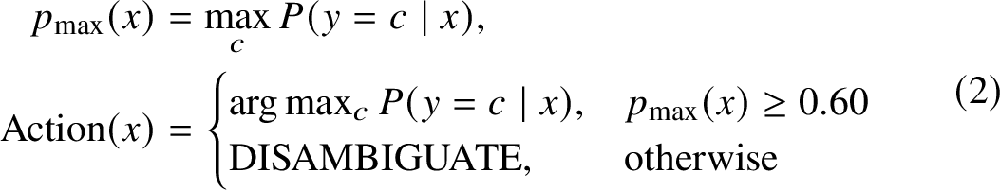 p_max(x) = max_c P(y = c | x),
Action(x) = { arg max_c P(y = c | x), p_max(x) ≥ 0.60
DISAMBIGUATE, otherwise
(2)